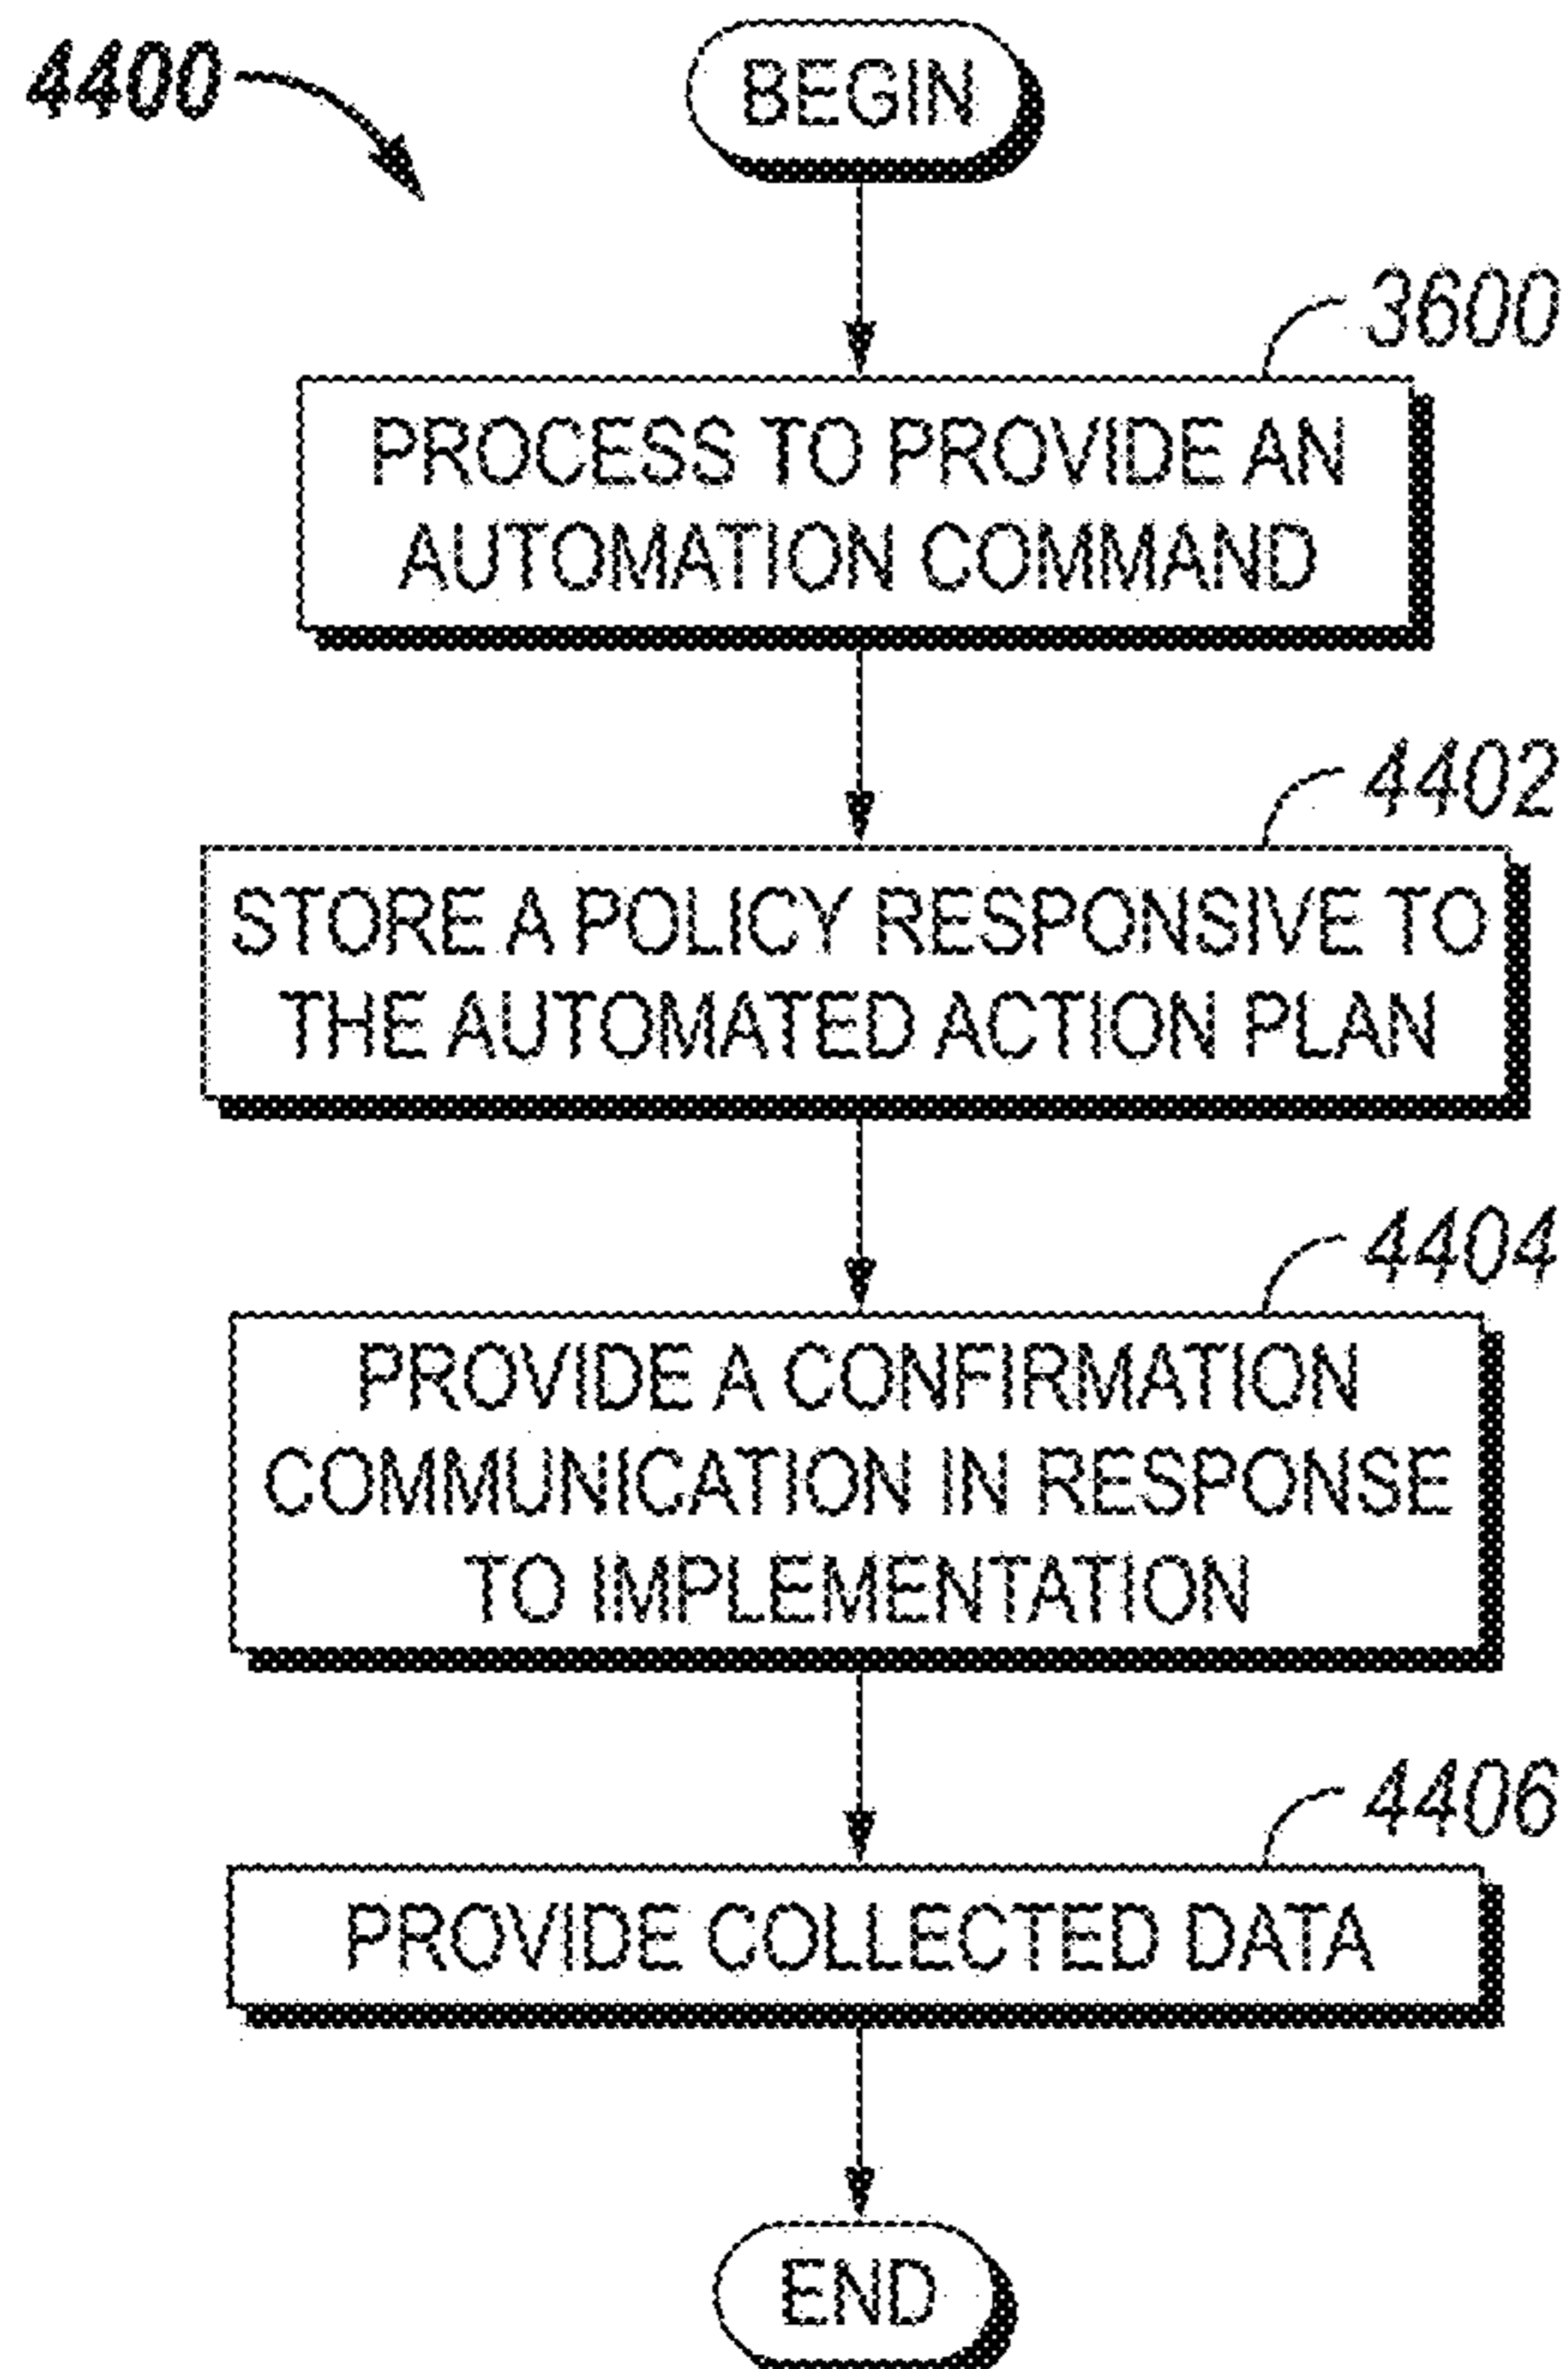 4400
BEGIN
3600
PROCESS TO PROVIDE AN
AUTOMATION COMMAND
4402
STORE A POLICY RESPONSIVE TO
THE AUTOMATED ACTION PLAN
4404
PROVIDE A CONFIRMATION
COMMUNICATION IN RESPONSE
TO IMPLEMENTATION
4406
PROVIDE COLLECTED DATA
END